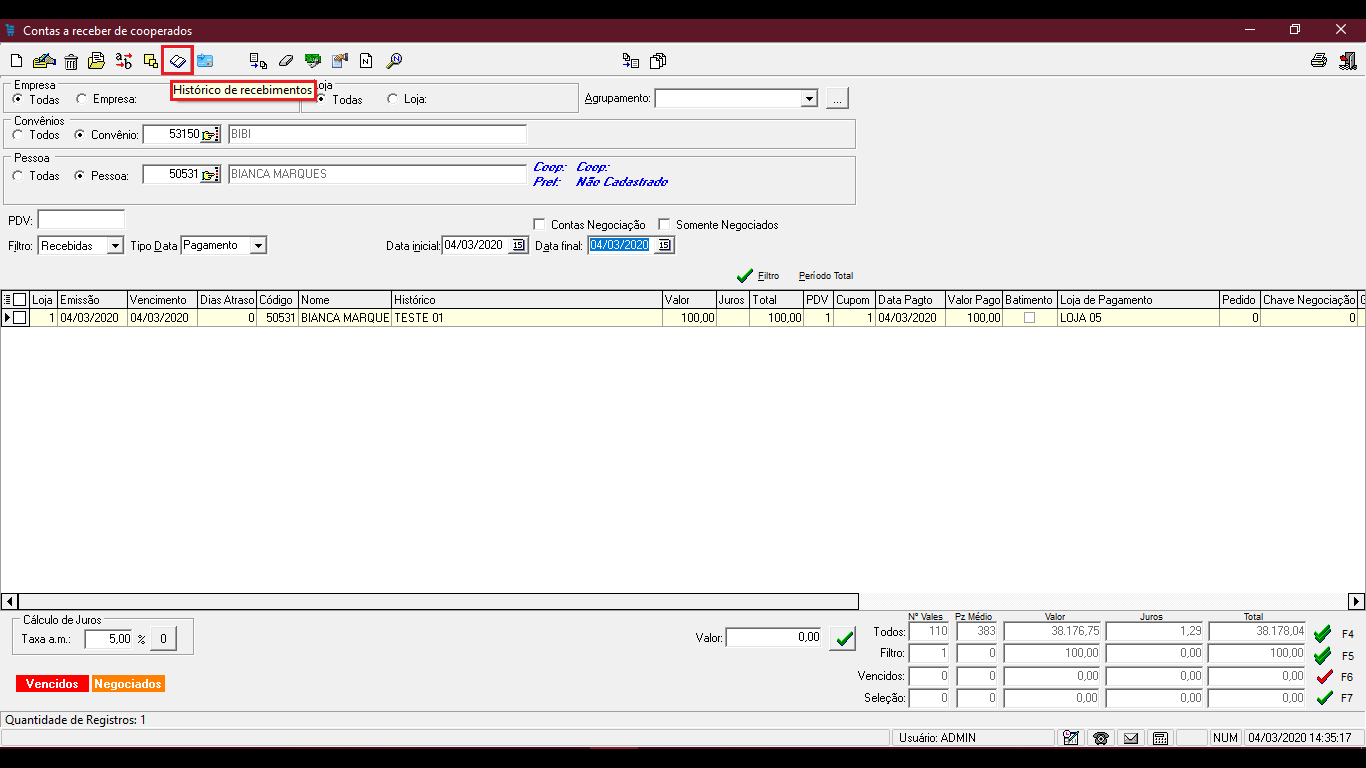 Contas a receber de cooperados
Histórico de recebimentos
Empresa
Todas Empresa:
oja
Todas Loja:
Agrupamento:
...
Convênios
Todos Convênio: 53150 BIBI
Pessoa
Todas Pessoa: 50531 BIANCA MARQUES
Coop: Coop:
Pref: Não Cadastrado
PDV:
Contas Negociação Somente Negociados
Filtro: Recebidas Tipo Data Pagamento Data inicial: 04/03/2020 15 Data final: 04/03/2020 15
Filtro Período Total
Loja Emissão Vencimento Dias Atraso Código Nome Histórico Valor Juros Total PDV Cupom Data Pagto Valor Pago Batimento Loja de Pagamento Pedido Chave Negociação G
1 04/03/2020 04/03/2020 0 50531 BIANCA MARQUE TESTE 01 100,00 100,00 1 1 04/03/2020 100,00 LOJA 05 0 0
Cálculo de Juros
Taxa a.m.: 5,00 % 0
Valor: 0,00
Nº Vales Pz Médio Valor Juros Total
Todos: 110 383 38.176,75 1,29 38.178,04 F4
Filtro: 1 0 100,00 0,00 100,00 F5
Vencidos: 0 0 0,00 0,00 0,00 F6
Seleção: 0 0 0,00 0,00 0,00 F7
Vencidos Negociados
Quantidade de Registros: 1
Usuário: ADMIN NUM 04/03/2020 14:35:17